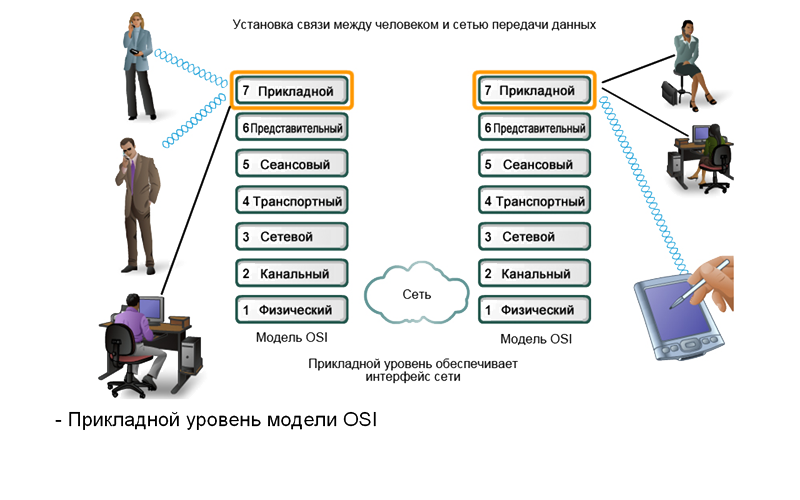 Установка связи между человеком и сетью передачи данных
7 Прикладной
6 Представительный
5 Сеансовый
4 Транспортный
3 Сетевой
2 Канальный
1 Физический
Модель OSI
Сеть
7 Прикладной
6 Представительный
5 Сеансовый
4 Транспортный
3 Сетевой
2 Канальный
1 Физический
Модель OSI
Прикладной уровень обеспечивает
интерфейс сети
- Прикладной уровень модели OSI